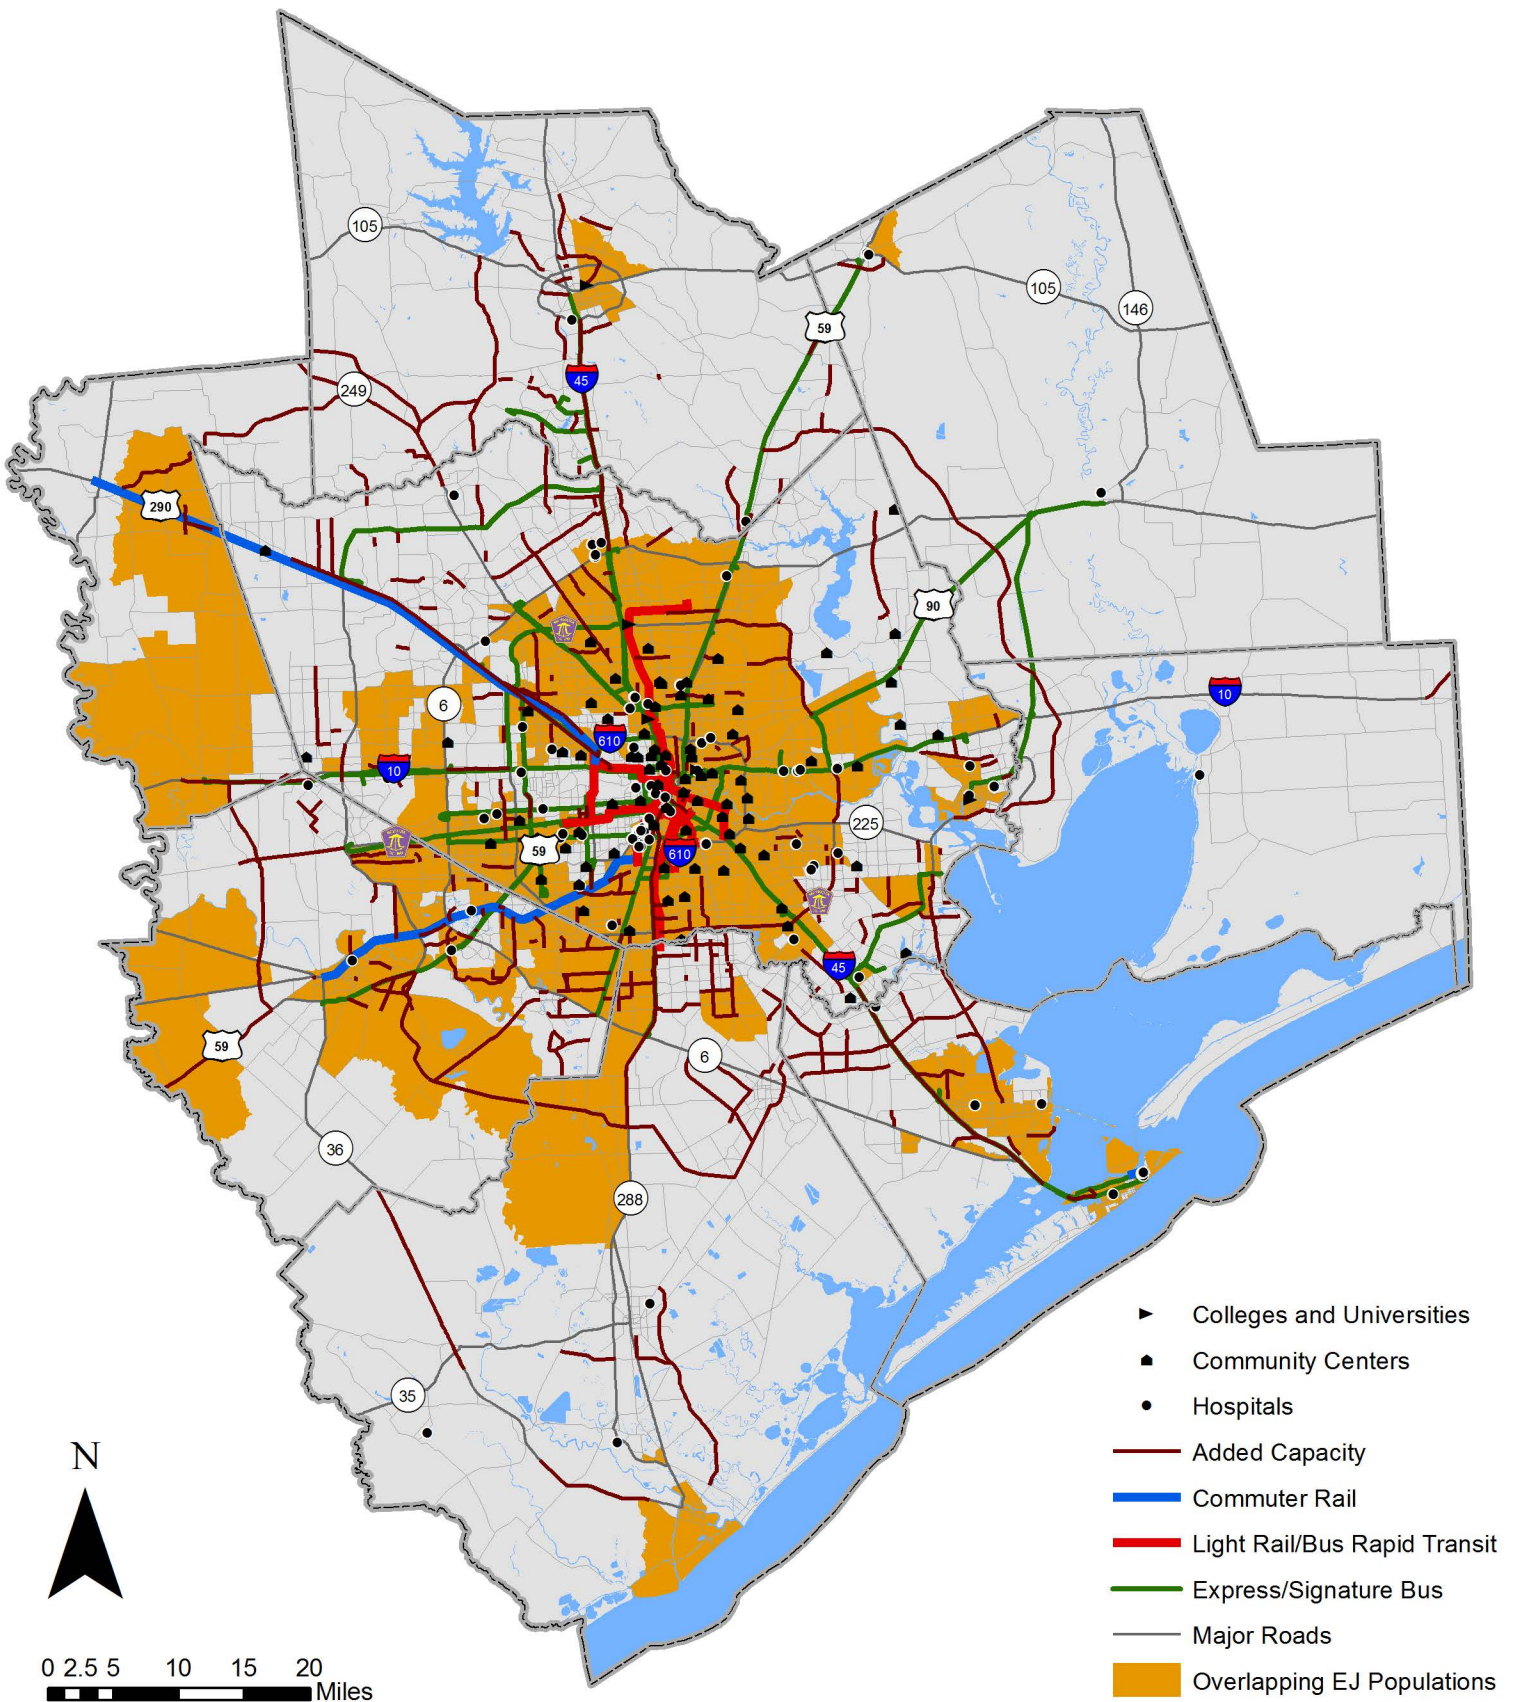 105
59
105
146
45
249
290
90
6
10
610
10
225
59
610
45
59
6
36
288
35
Colleges and Universities
Community Centers
Hospitals
Added Capacity
Commuter Rail
Light Rail/Bus Rapid Transit
Express/Signature Bus
Major Roads
Overlapping EJ Populations
N
0 2.5 5 10 15 20
Miles